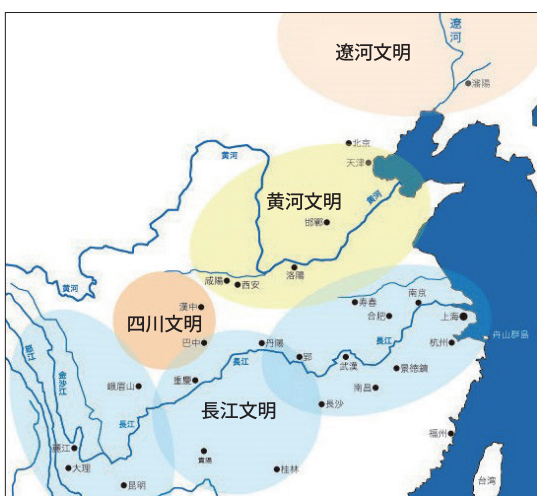 遼河
遼河文明
瀋陽
北京
天津
黄河
黄河
黄河文明
邯鄲
咸陽
西安
洛陽
黄河
漢中
寿春
南京
合肥
上海
四川文明
丹陽
長江
舟山群島
巴中
郢
武漢
杭州
怒江
金沙江
長江
景徳鎮
峨眉山
重慶
南昌
長江
長江文明
長沙
福州
麗江
貴陽
大理
桂林
昆明
台湾